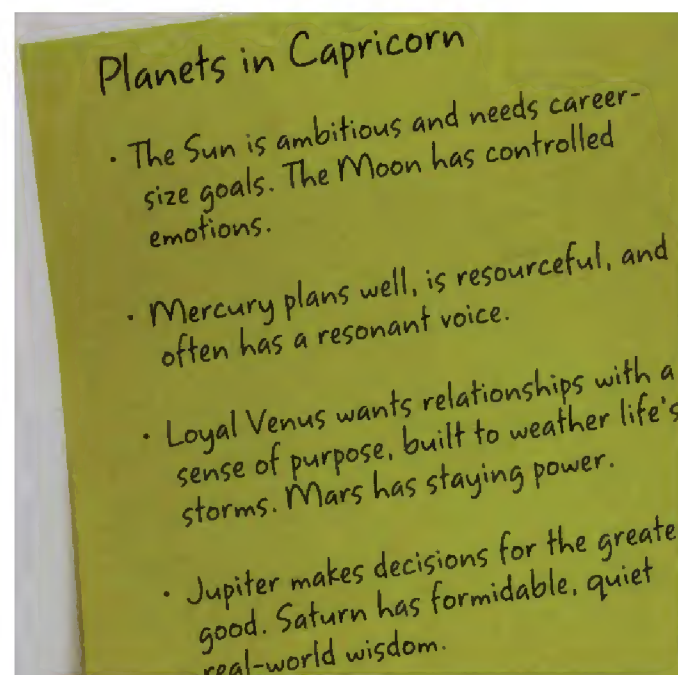 Planets in Capricorn
· The Sun is ambitious and needs career-
size goals. The Moon has controlled
emotions.
· Mercury plans well, is resourceful, and
often has a resonant voice.
· Loyal Venus wants relationships with a
sense of purpose, built to weather life's
storms. Mars has staying power.
· Jupiter makes decisions for the greate
good. Saturn has formidable, quiet
real-world wisdom.